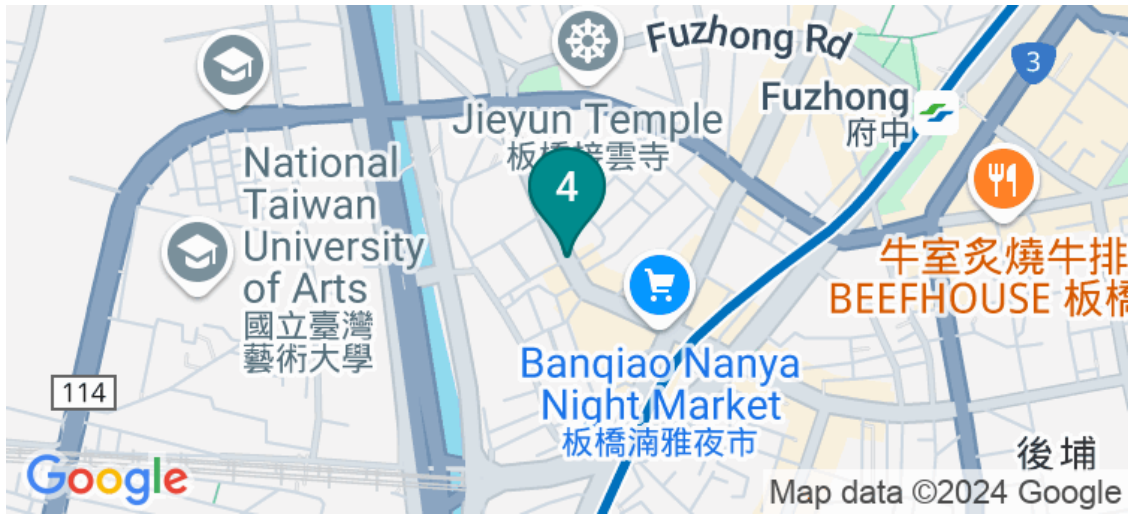 Fuzhong Rd
3
Fuzhong
府中
Jieyun Temple
板橋接雲寺
4
National
Taiwan
University
of Arts
國立臺灣
藝術大學
牛室炙燒牛排
BEEFHOUSE 板橋
Banqiao Nanya
Night Market
板橋湳雅夜市
114
後埔
Google
Map data ©2024 Google